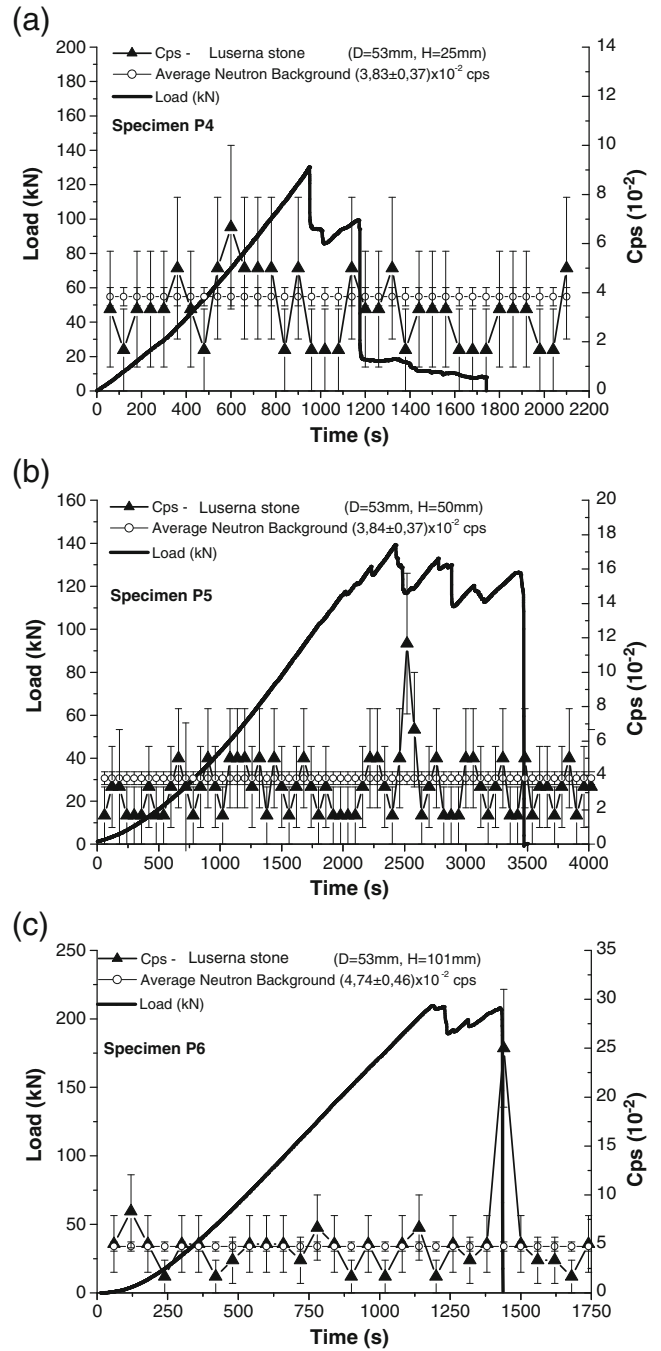 (a)
200
180
160
140
120
100
80
60
40
20
0
Load (kN)
Cps - Luserna stone (D=53mm, H=25mm)
Average Neutron Background (3,83±0,37)x10-2 cps
Load (kN)
Specimen P4
14
12
10
8
6
4
2
0
Cps (10-2)
0 200 400 600 800 1000 1200 1400 1600 1800 2000 2200
Time (s)
(b)
160
140
120
100
80
60
40
20
0
Load (kN)
Cps - Luserna stone (D=53mm, H=50mm)
Average Neutron Background (3,84±0,37)x10-2 cps
Load (kN)
Specimen P5
20
18
16
14
12
10
8
6
4
2
0
Cps (10-2)
0 500 1000 1500 2000 2500 3000 3500 4000
Time (s)
(c)
250
200
150
100
50
0
Load (kN)
Cps - Luserna stone (D=53mm, H=101mm)
Average Neutron Background (4,74±0,46)x10-2 cps
Load (kN)
Specimen P6
35
30
25
20
15
10
5
0
Cps (10-2)
0 250 500 750 1000 1250 1500 1750
Time (s)